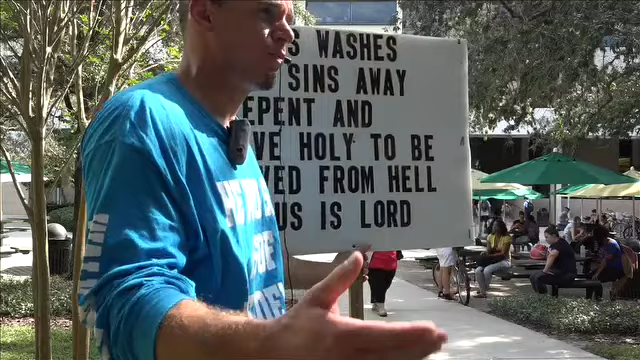 S WASHES
SINS AWAY
EPENT AND
VE HOLY TO BE
VED FROM HELL
US IS LORD